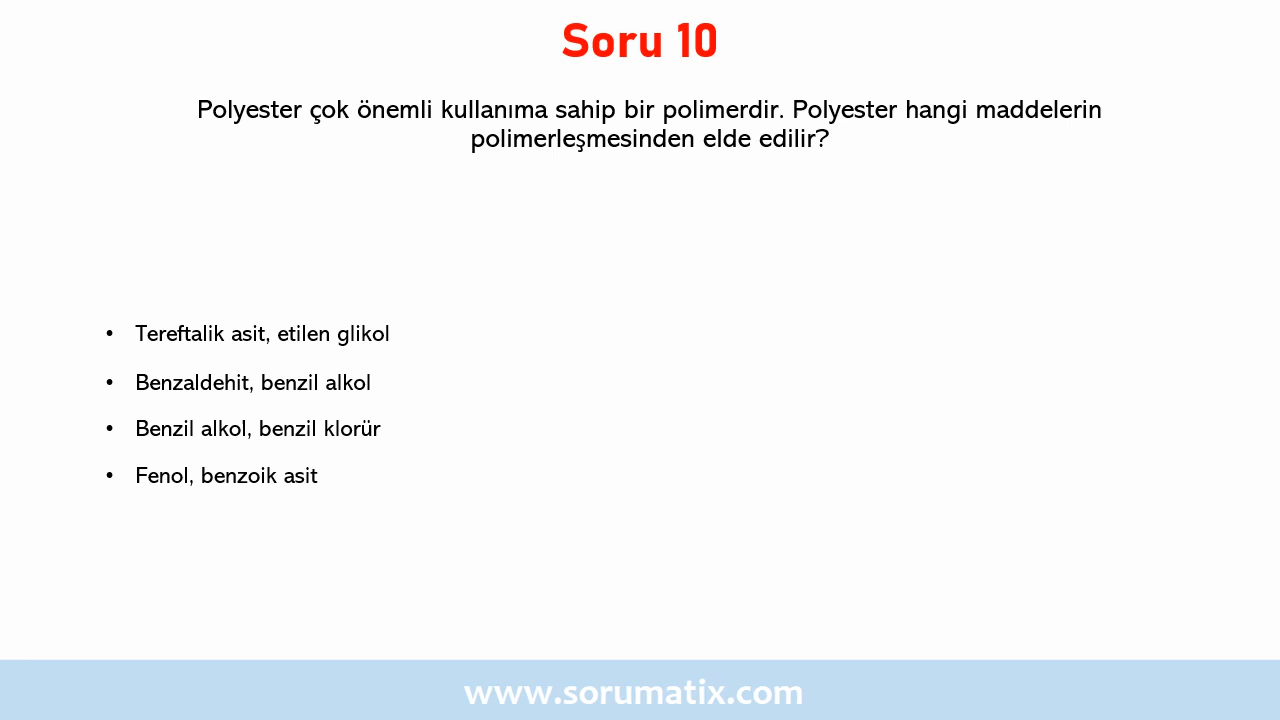 Soru 10
Polyester çok önemli kullanıma sahip bir polimerdir. Polyester hangi maddelerin
polimerleşmesinden elde edilir?
• Tereftalik asit, etilen glikol
• Benzaldehit, benzil alkol
• Benzil alkol, benzil klorür
• Fenol, benzoik asit
www.sorumatix.com